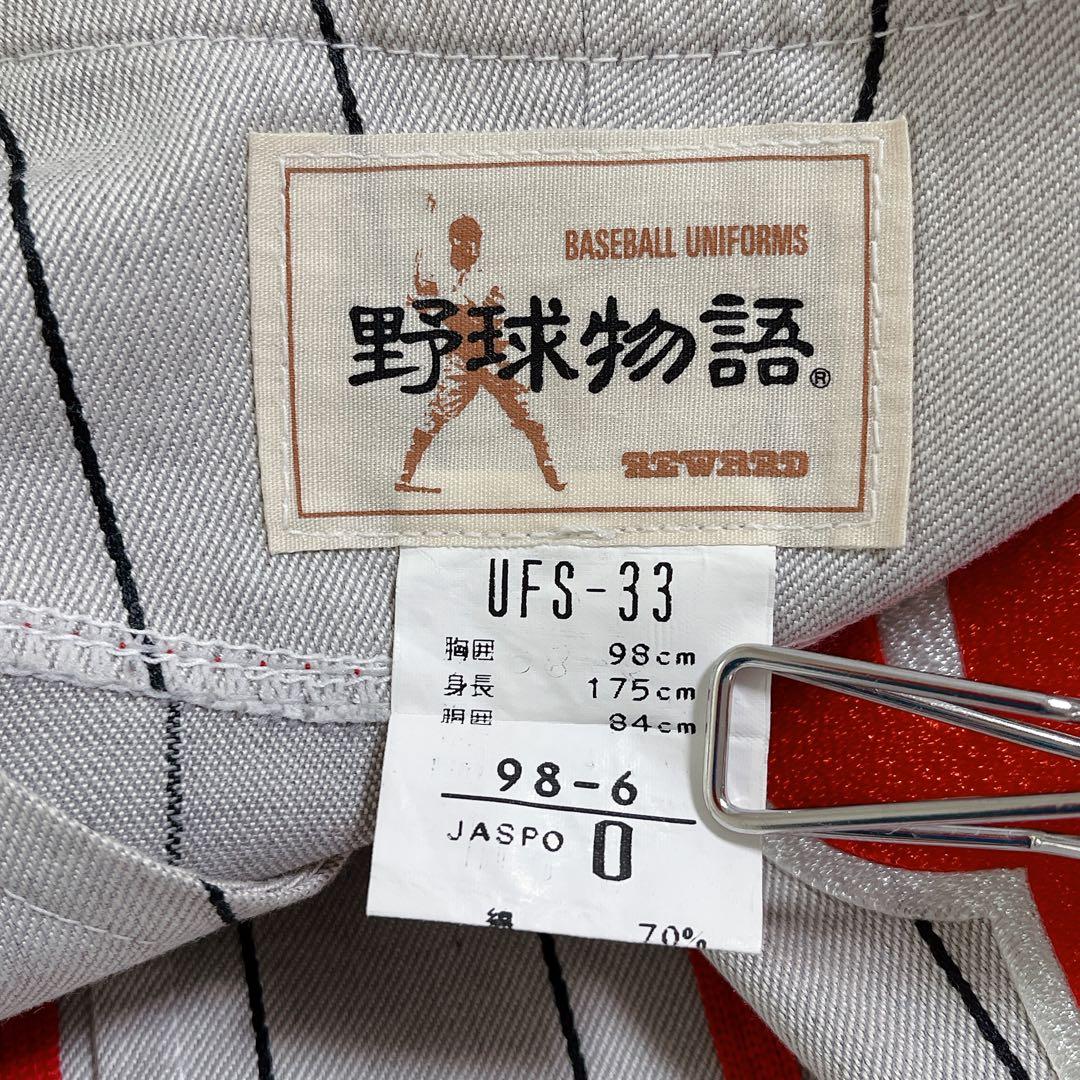 BASEBALL UNIFORMS
野球物語®
REWARD
UFS-33
胸囲 98cm
身長 175cm
胴囲 84cm
98-6
JASPO O
綿 70%